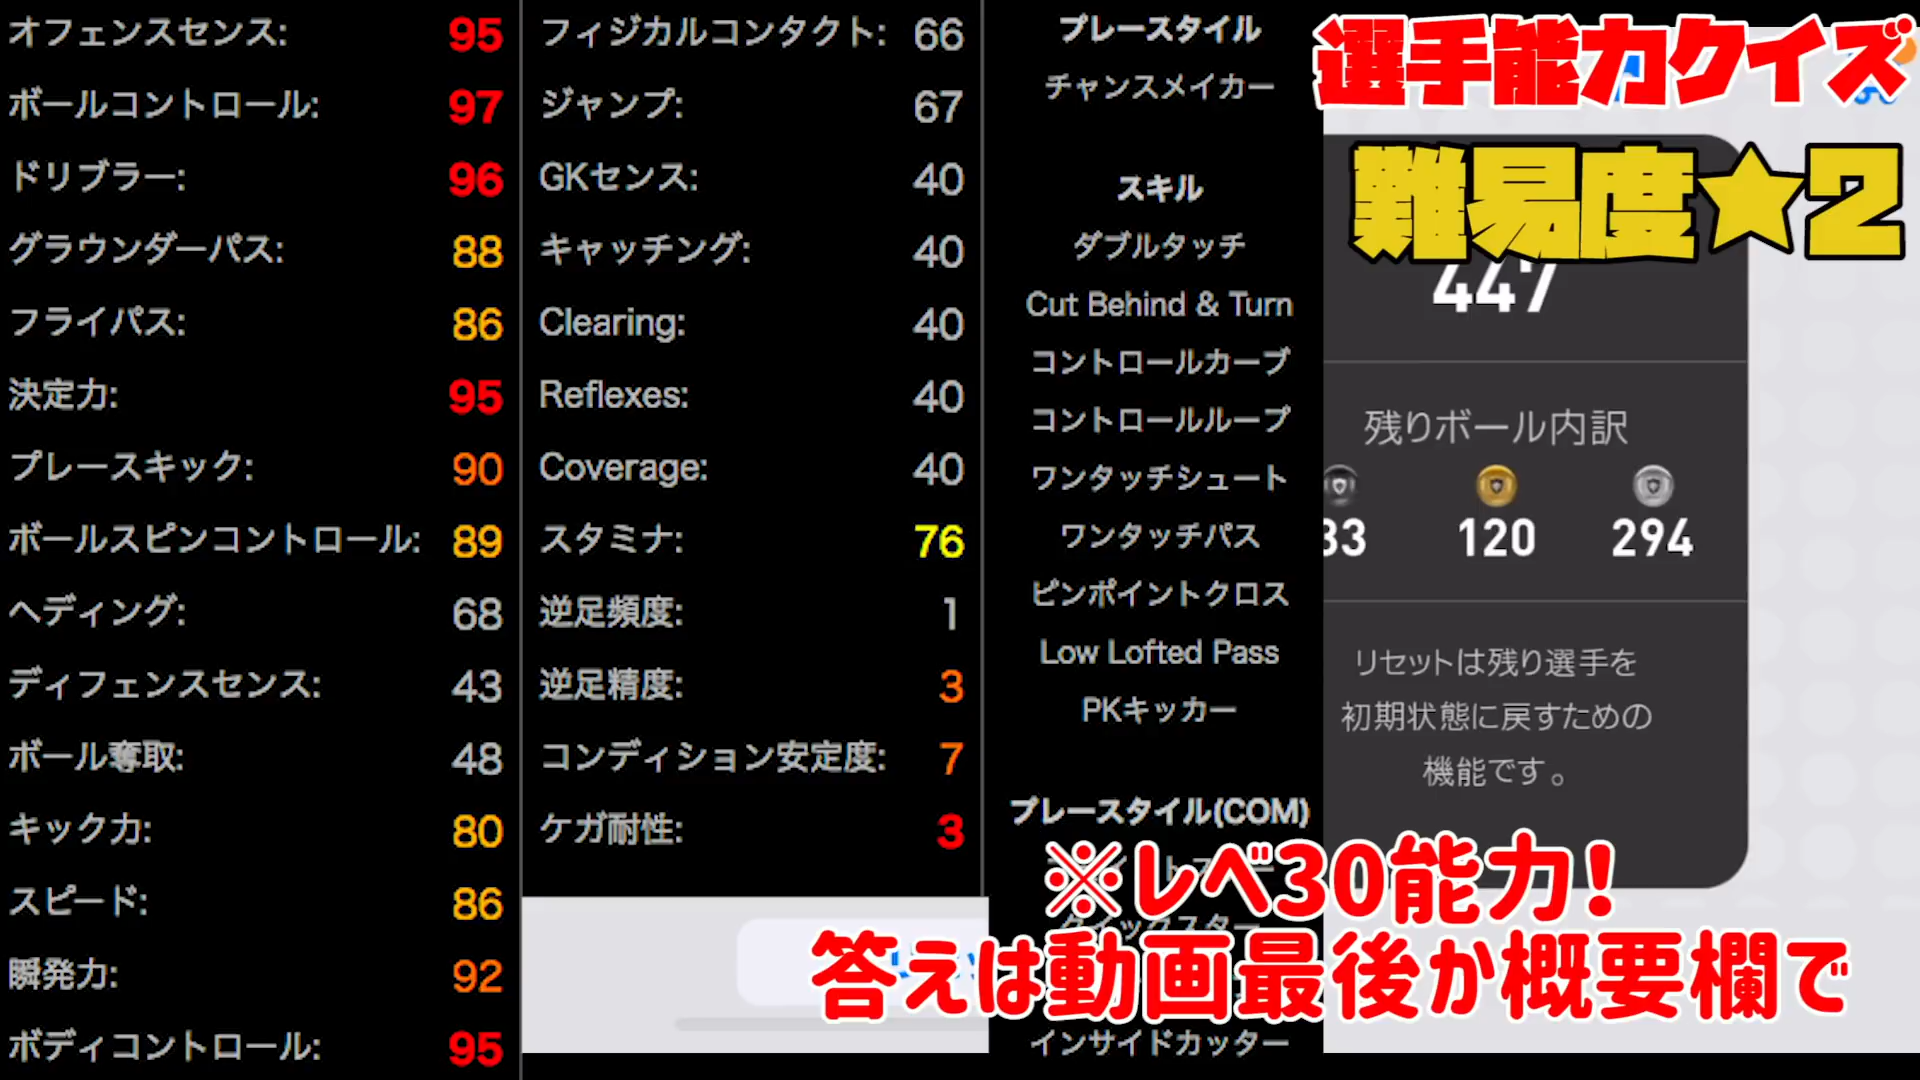 オフェンスセンス: 95
ボールコントロール: 97
ドリブラー: 96
グラウンダーパス: 88
フライパス: 86
決定力: 95
プレースキック: 90
ボールスピンコントロール: 89
ヘディング: 68
ディフェンスセンス: 43
ボール奪取: 48
キック力: 80
スピード: 86
瞬発力: 92
ボディコントロール: 95
フィジカルコンタクト: 66
ジャンプ: 67
GKセンス: 40
キャッチング: 40
Clearing: 40
Reflexes: 40
Coverage: 40
スタミナ: 76
逆足頻度: 1
逆足精度: 3
コンディション安定度: 7
ケガ耐性: 3
プレースタイル
チャンスメイカー
スキル
ダブルタッチ
Cut Behind & Turn
コントロールカーブ
コントロールループ
ワンタッチシュート
ワンタッチパス
ピンポイントクロス
Low Lofted Pass
PKキッカー
プレースタイル(COM)
インサイドカッター
選手能力クイズ
難易度★2
447
残りボール内訳
33 120 294
リセットは残り選手を
初期状態に戻すための
機能です。
※レベ30能力!
答えは動画最後か概要欄で